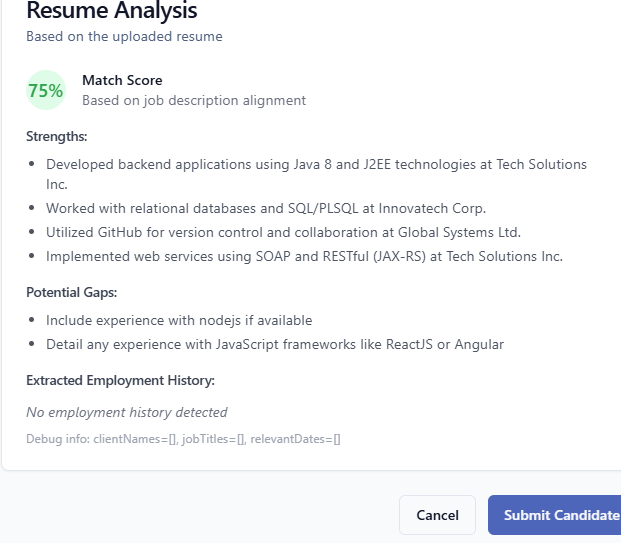 Resume Analysis
Based on the uploaded resume
75%
Match Score
Based on job description alignment
Strengths:
• Developed backend applications using Java 8 and J2EE technologies at Tech Solutions
Inc.
• Worked with relational databases and SQL/PLSQL at Innovatech Corp.
• Utilized GitHub for version control and collaboration at Global Systems Ltd.
• Implemented web services using SOAP and RESTful (JAX-RS) at Tech Solutions Inc.
Potential Gaps:
• Include experience with nodejs if available
• Detail any experience with JavaScript frameworks like ReactJS or Angular
Extracted Employment History:
No employment history detected
Debug info: clientNames=[], jobTitles=[], relevantDates=[]
Cancel
Submit Candidate